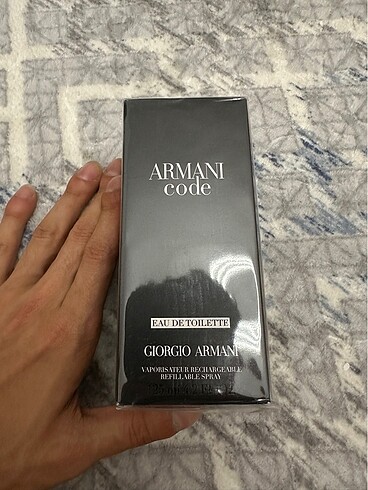 ARMANI
code
EAU DE TOILETTE
GIORGIO ARMANI
VAPORISATEUR RECHARGEABLE
REFILLABLE SPRAY